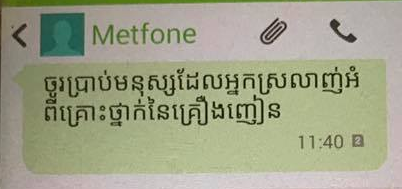 Metfone
ចូរប្រាប់មនុស្សដែលអ្នកស្រលាញ់អំ
ពីគ្រោះថ្នាក់នៃគ្រឿងញៀន
11:40 2